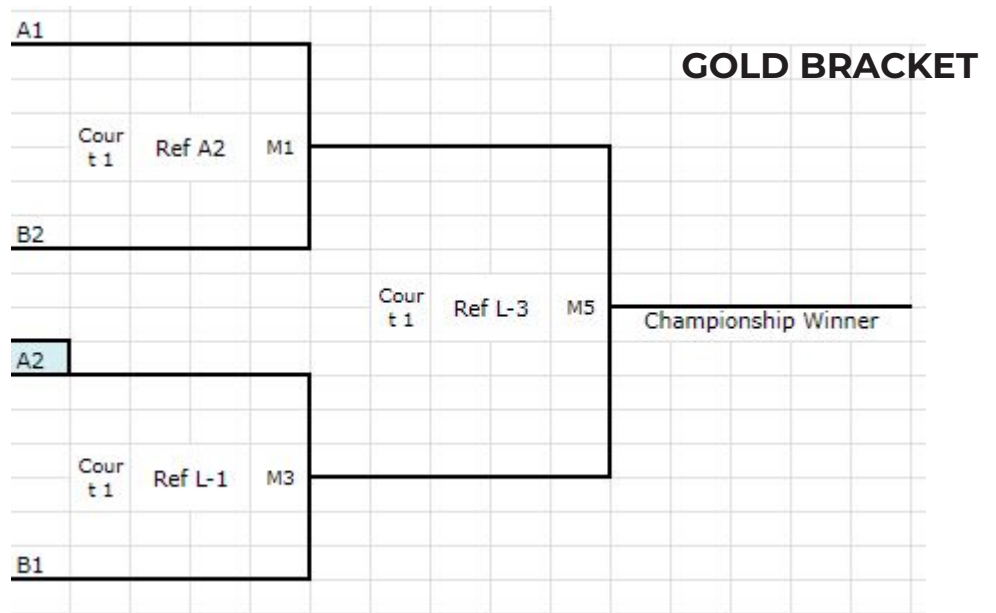 A1
GOLD BRACKET
Cour
t 1
Ref A2
M1
B2
Cour
t 1
Ref L-3
M5
Championship Winner
A2
Cour
t 1
Ref L-1
M3
B1